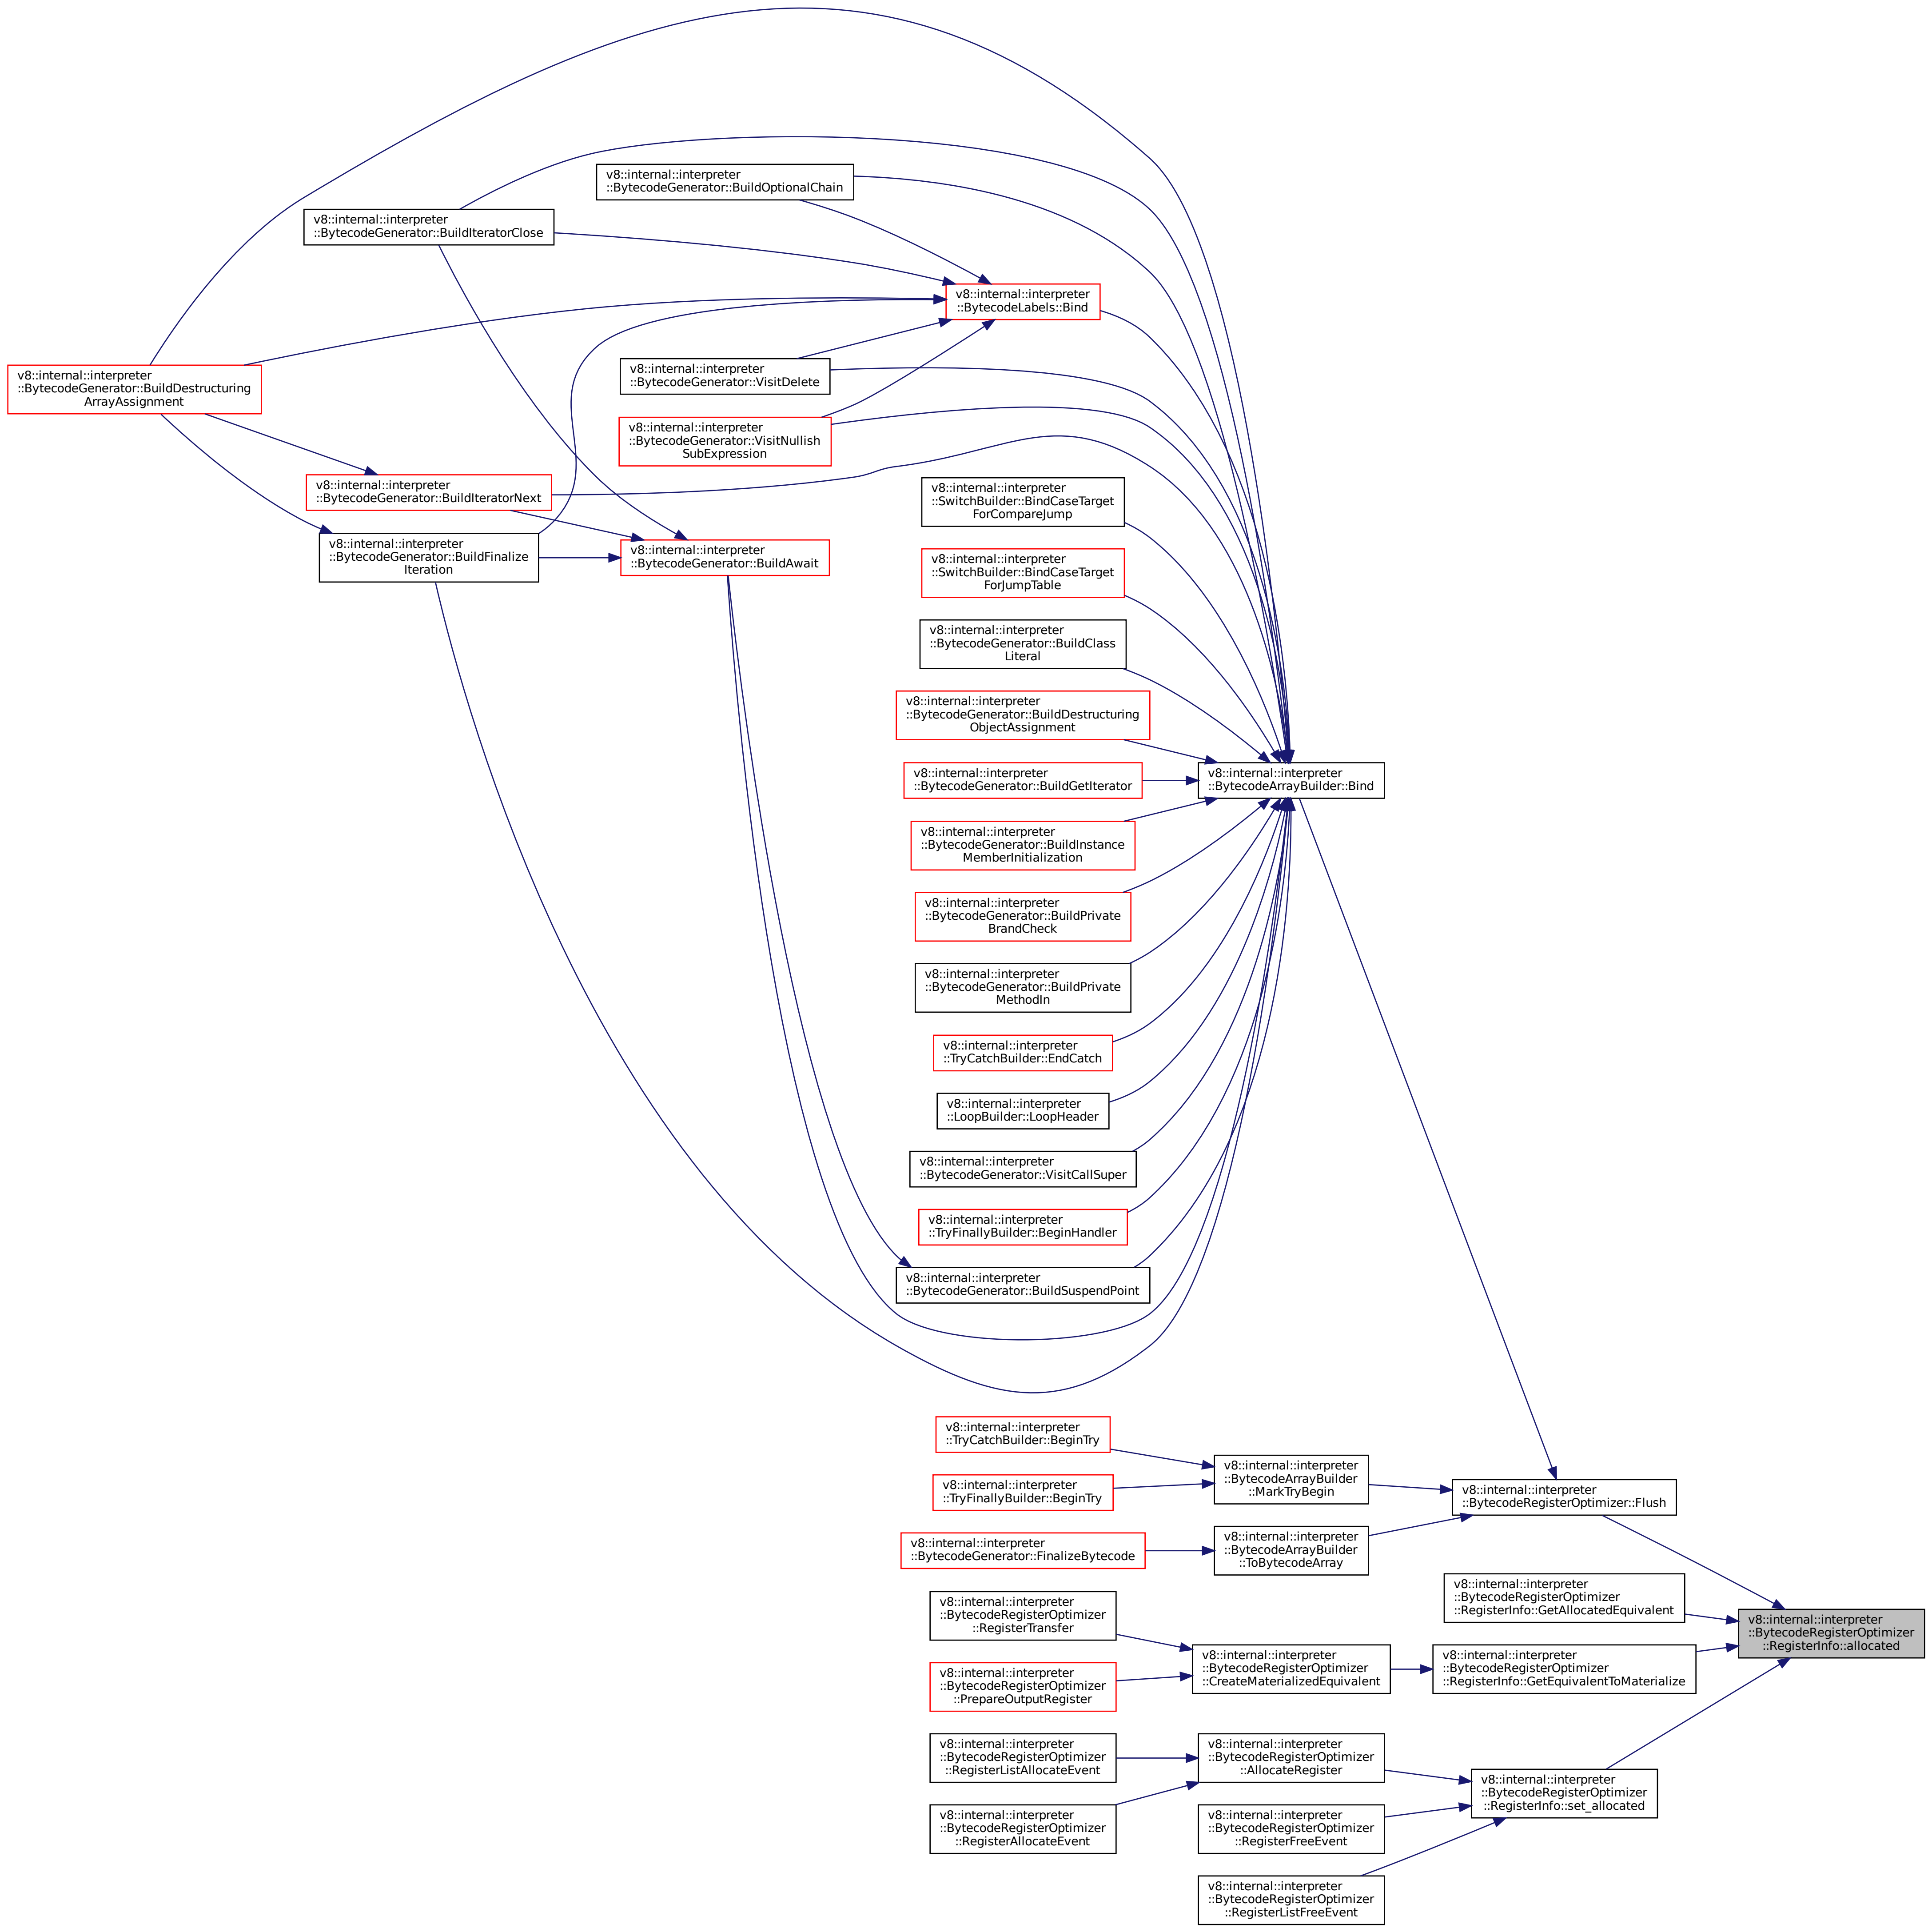 v8::internal::interpreter
::BytecodeGenerator::BuildOptionalChain
v8::internal::interpreter
::BytecodeGenerator::BuildIteratorClose
v8::internal::interpreter
::BytecodeLabels::Bind
v8::internal::interpreter
::BytecodeGenerator::VisitDelete
v8::internal::interpreter
::BytecodeGenerator::BuildDestructuring
ArrayAssignment
v8::internal::interpreter
::BytecodeGenerator::VisitNullish
SubExpression
v8::internal::interpreter
::BytecodeGenerator::BuildIteratorNext
v8::internal::interpreter
::SwitchBuilder::BindCaseTarget
ForCompareJump
v8::internal::interpreter
::BytecodeGenerator::BuildFinalize
Iteration
v8::internal::interpreter
::BytecodeGenerator::BuildAwait
v8::internal::interpreter
::SwitchBuilder::BindCaseTarget
ForJumpTable
v8::internal::interpreter
::BytecodeGenerator::BuildClass
Literal
v8::internal::interpreter
::BytecodeGenerator::BuildDestructuring
ObjectAssignment
v8::internal::interpreter
::BytecodeGenerator::BuildGetIterator
v8::internal::interpreter
::BytecodeArrayBuilder::Bind
v8::internal::interpreter
::BytecodeGenerator::BuildInstance
MemberInitialization
v8::internal::interpreter
::BytecodeGenerator::BuildPrivate
BrandCheck
v8::internal::interpreter
::BytecodeGenerator::BuildPrivate
MethodIn
v8::internal::interpreter
::TryCatchBuilder::EndCatch
v8::internal::interpreter
::LoopBuilder::LoopHeader
v8::internal::interpreter
::BytecodeGenerator::VisitCallSuper
v8::internal::interpreter
::TryFinallyBuilder::BeginHandler
v8::internal::interpreter
::BytecodeGenerator::BuildSuspendPoint
v8::internal::interpreter
::TryCatchBuilder::BeginTry
v8::internal::interpreter
::TryFinallyBuilder::BeginTry
v8::internal::interpreter
::BytecodeArrayBuilder
::MarkTryBegin
v8::internal::interpreter
::BytecodeRegisterOptimizer::Flush
v8::internal::interpreter
::BytecodeGenerator::FinalizeBytecode
v8::internal::interpreter
::BytecodeArrayBuilder
::ToBytecodeArray
v8::internal::interpreter
::BytecodeRegisterOptimizer
::RegisterInfo::GetAllocatedEquivalent
v8::internal::interpreter
::BytecodeRegisterOptimizer
::RegisterInfo::allocated
v8::internal::interpreter
::BytecodeRegisterOptimizer
::RegisterTransfer
v8::internal::interpreter
::BytecodeRegisterOptimizer
::PrepareOutputRegister
v8::internal::interpreter
::BytecodeRegisterOptimizer
::CreateMaterializedEquivalent
v8::internal::interpreter
::BytecodeRegisterOptimizer
::RegisterInfo::GetEquivalentToMaterialize
v8::internal::interpreter
::BytecodeRegisterOptimizer
::RegisterListAllocateEvent
v8::internal::interpreter
::BytecodeRegisterOptimizer
::AllocateRegister
v8::internal::interpreter
::BytecodeRegisterOptimizer
::RegisterInfo::set_allocated
v8::internal::interpreter
::BytecodeRegisterOptimizer
::RegisterAllocateEvent
v8::internal::interpreter
::BytecodeRegisterOptimizer
::RegisterFreeEvent
v8::internal::interpreter
::BytecodeRegisterOptimizer
::RegisterListFreeEvent